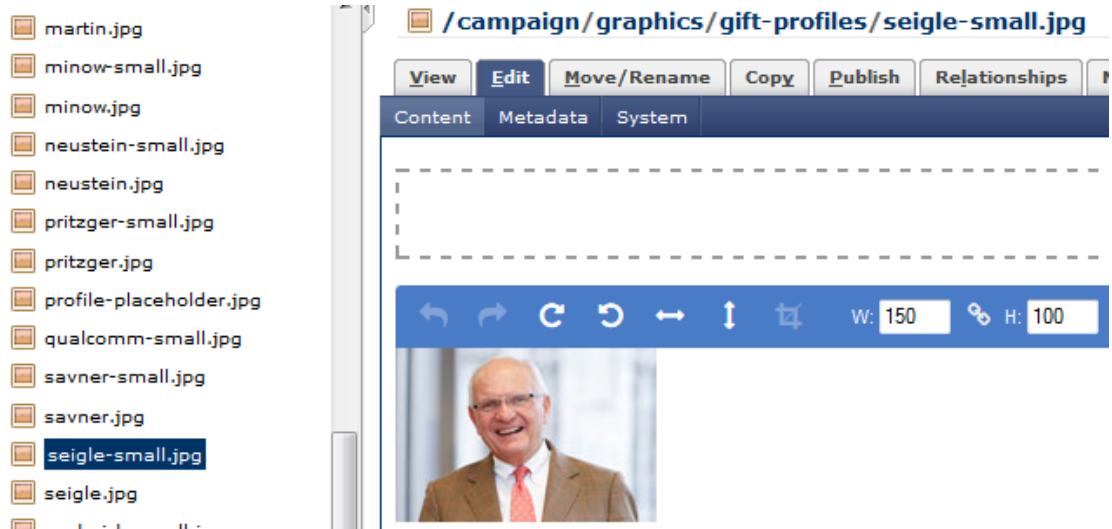 martin.jpg
minow-small.jpg
minow.jpg
neustein-small.jpg
neustein.jpg
pritzger-small.jpg
pritzger.jpg
profile-placeholder.jpg
qualcomm-small.jpg
savner-small.jpg
savner.jpg
seigle-small.jpg
seigle.jpg
/campaign/graphics/gift-profiles/seigle-small.jpg
View Edit Move/Rename Copy Publish Relationships
Content Metadata System
W: 150 H: 100